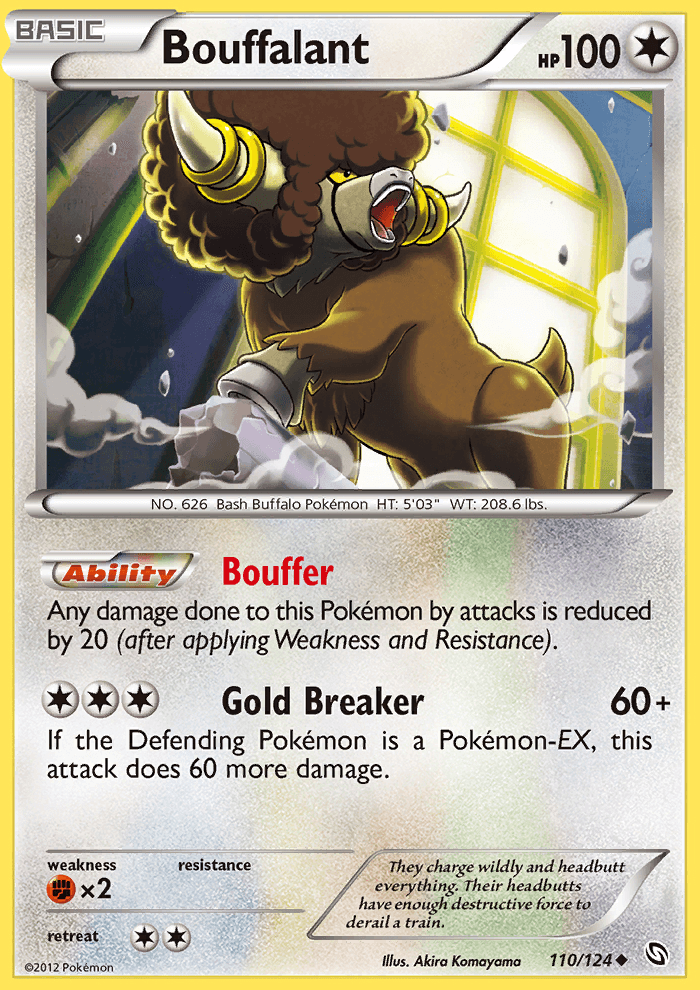 BASIC
Bouffalant
HP100
NO. 626 Bash Buffalo Pokémon HT: 5'03" WT: 208.6 lbs.
Ability Bouffer
Any damage done to this Pokémon by attacks is reduced
by 20 (after applying Weakness and Resistance).
Gold Breaker 60+
If the Defending Pokémon is a Pokémon-EX, this
attack does 60 more damage.
weakness resistance
×2
They charge wildly and headbutt
everything. Their headbutts
have enough destructive force to
derail a train.
retreat
©2012 Pokémon
Illus. Akira Komayama 110/124